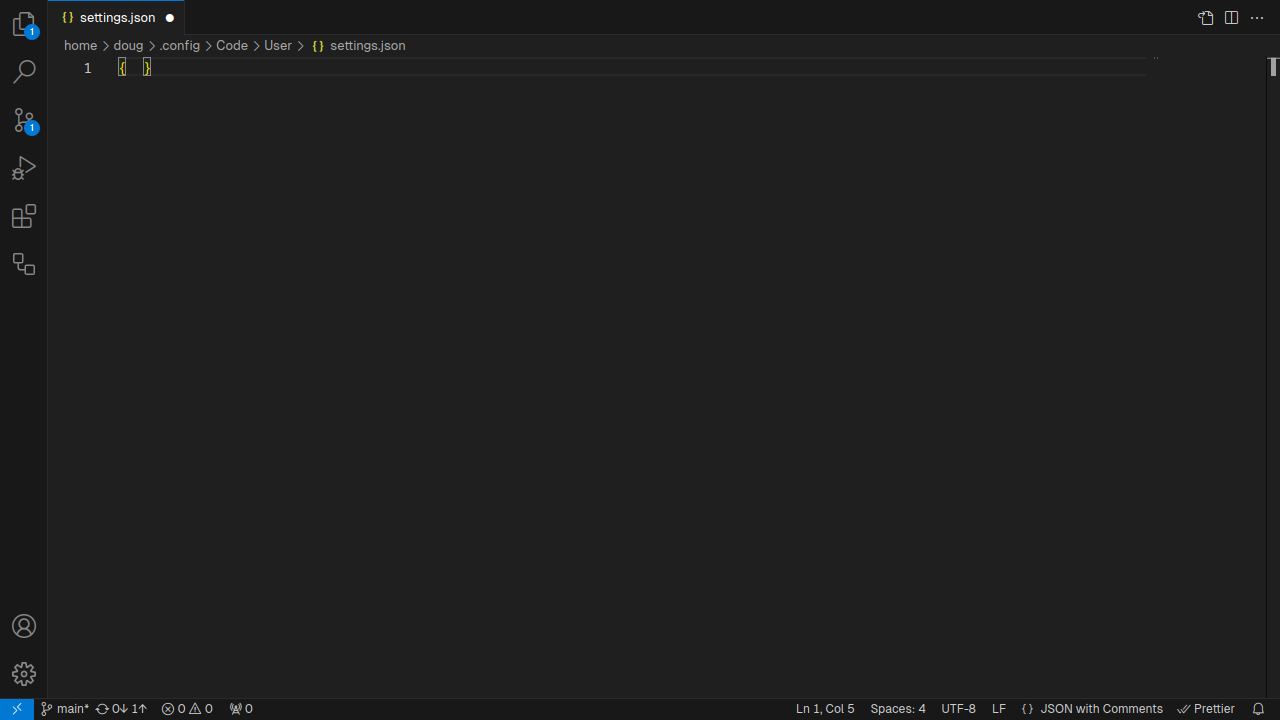 settings.json
home doug .config Code User settings.json
1 { }
1
1
main* 0↓ 1↑ 0 0 0 Ln 1, Col 5 Spaces: 4 UTF-8 LF {} JSON with Comments Prettier